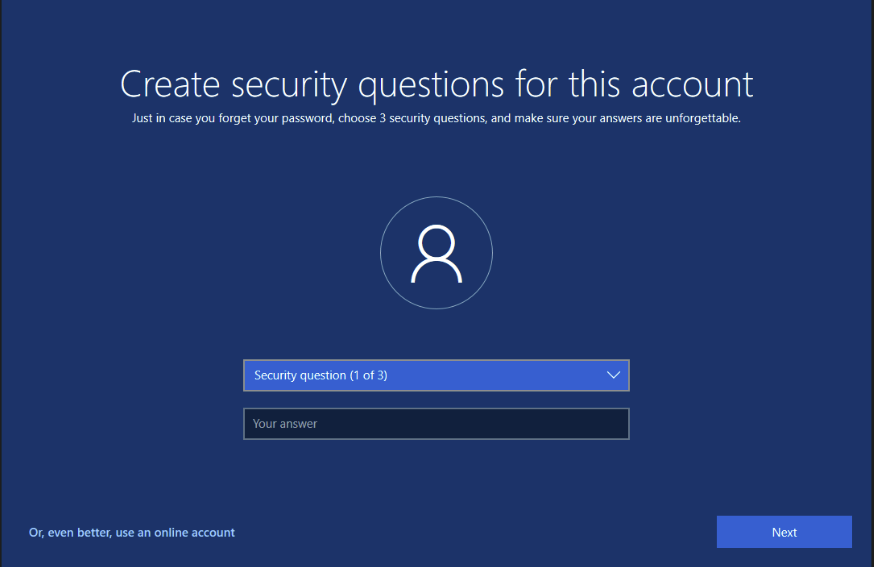 Create security questions for this account
Just in case you forget your password, choose 3 security questions, and make sure your answers are unforgettable.
Security question (1 of 3)
Your answer
Or, even better, use an online account
Next